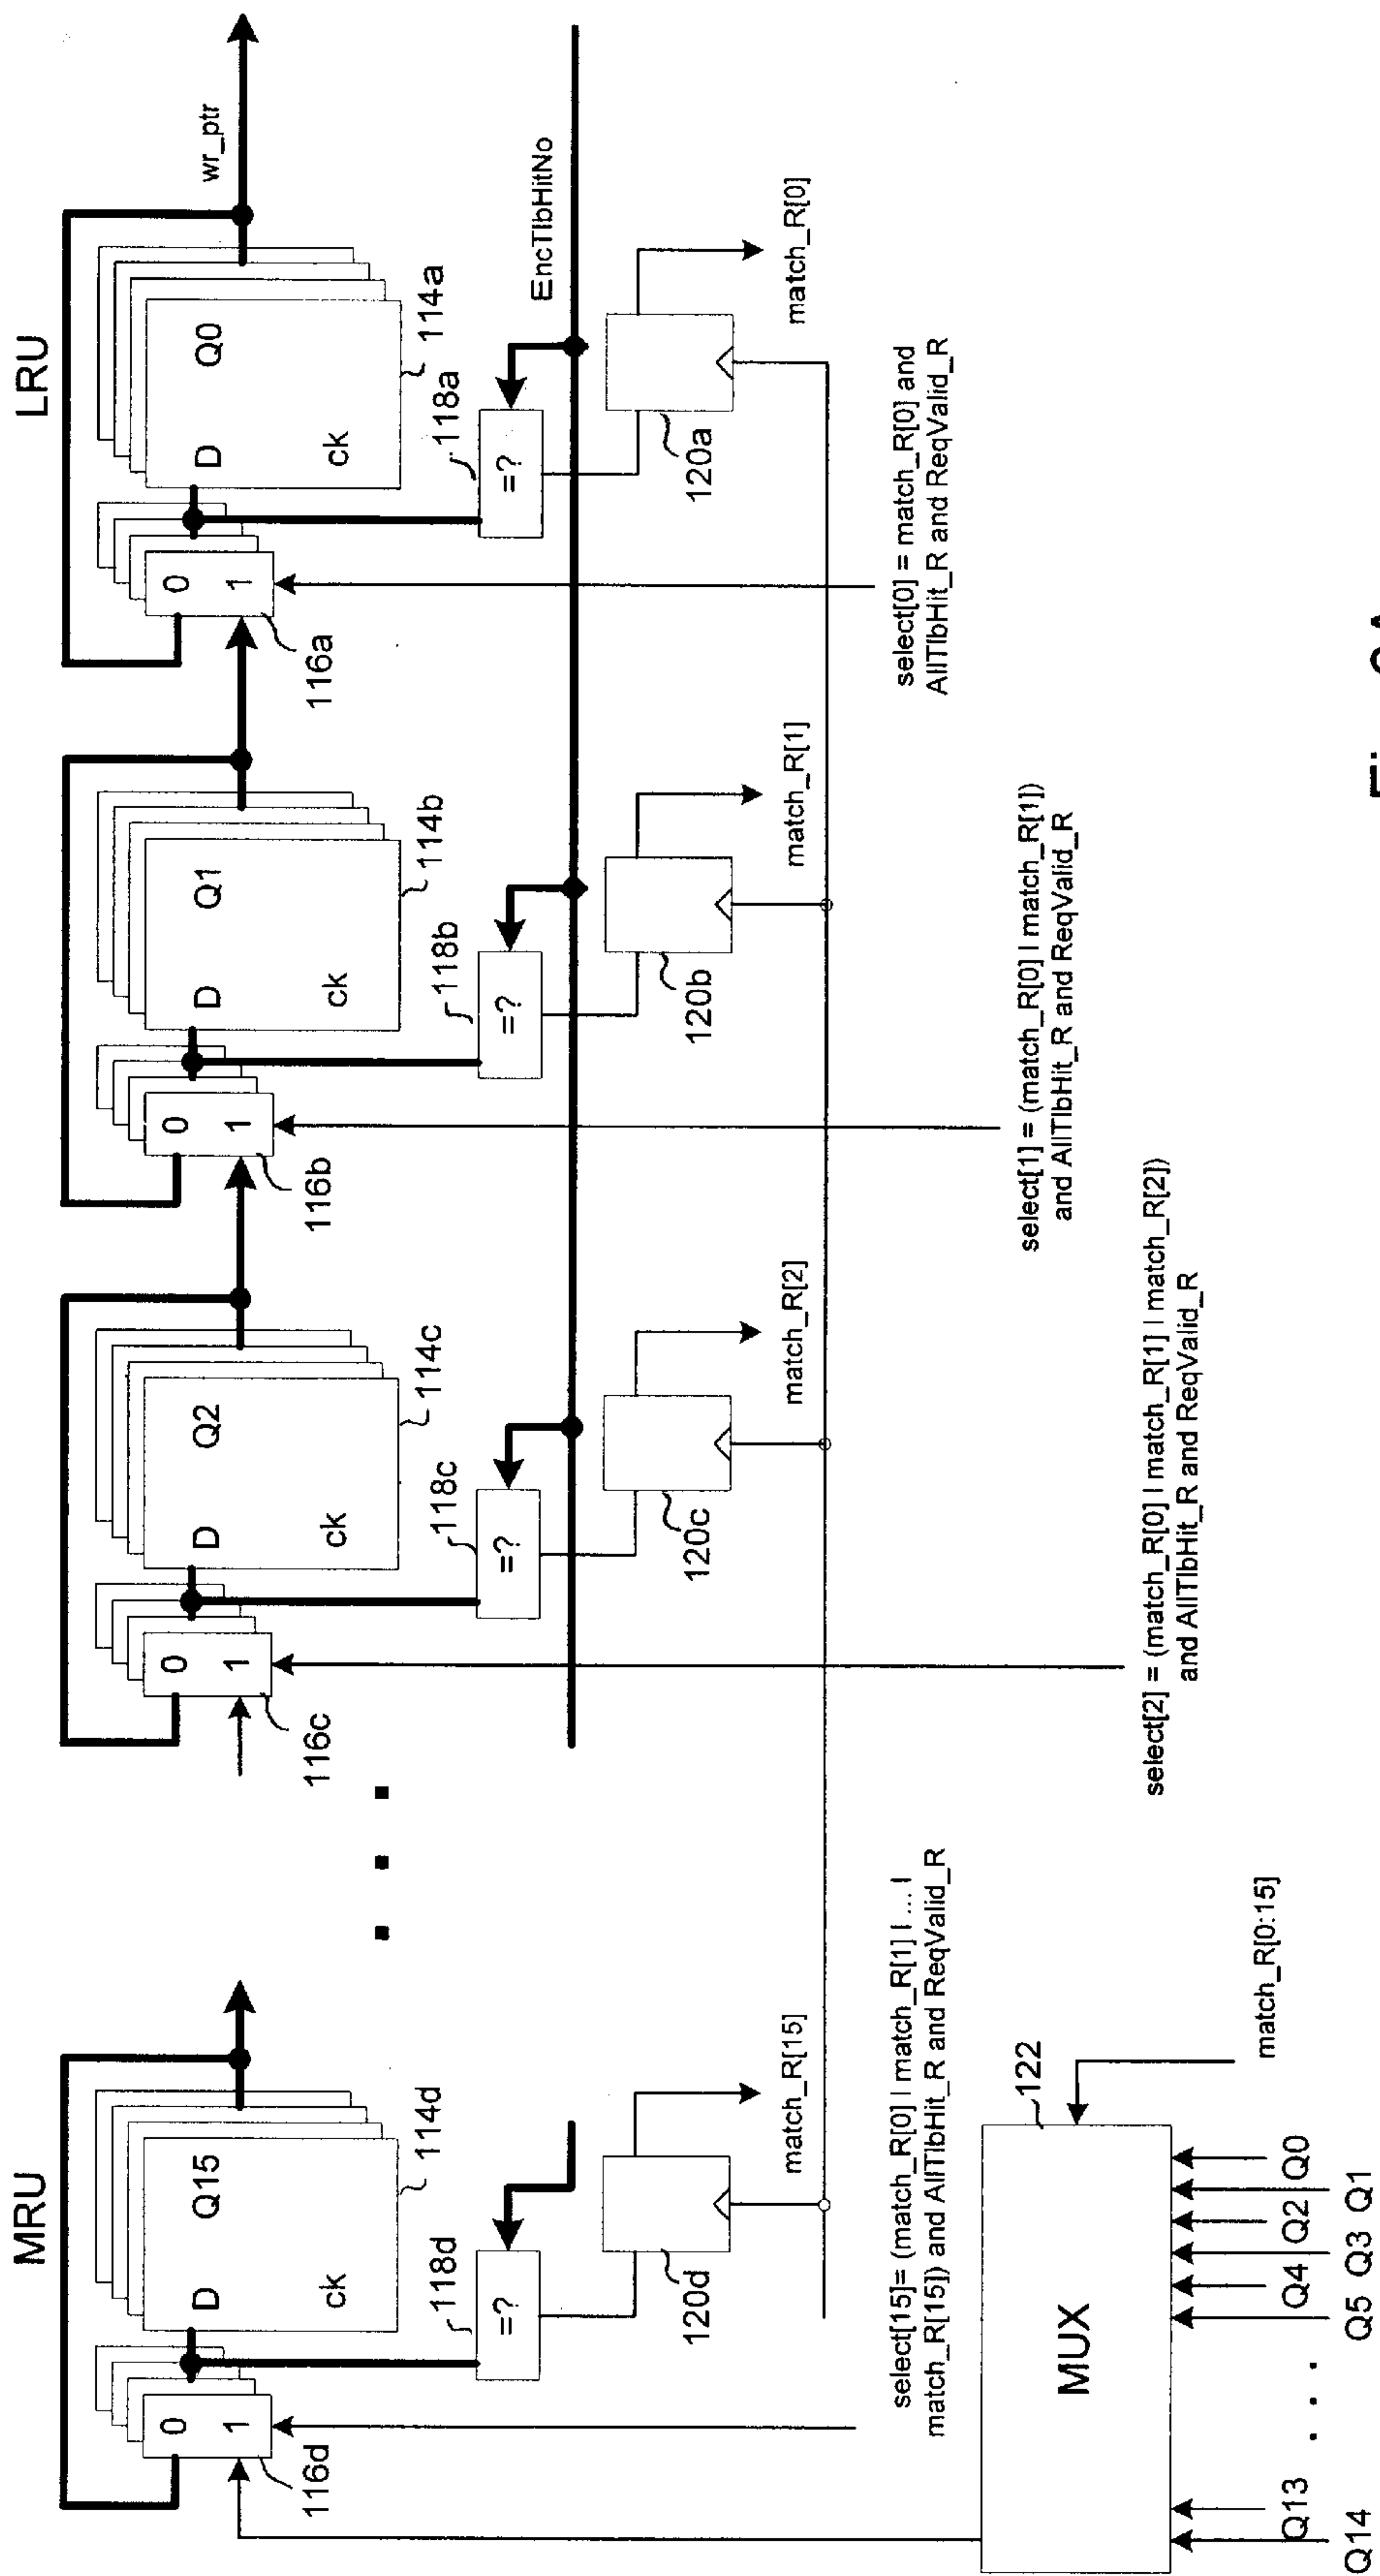 MRU
LRU
Q15
D
ck
114d
0
1
116d
118d
=?
120d
match_R[15]
Q2
D
ck
114c
0
1
116c
118c
=?
120c
match_R[2]
Q1
D
ck
114b
0
1
116b
118b
=?
120b
match_R[1]
Q0
D
ck
114a
0
1
116a
118a
=?
120a
match_R[0]
wr_ptr
EncTlbHitNo
select[15]= (match_R[0] | match_R[1] | ... |
match_R[15]) and AllTlbHit_R and ReqValid_R
select[2] = (match_R[0] | match_R[1] | match_R[2])
and AllTlbHit_R and ReqValid_R
select[1] = (match_R[0] | match_R[1])
and AllTlbHit_R and ReqValid_R
select[0] = match_R[0] and
AllTlbHit_R and ReqValid_R
MUX
122
match_R[0:15]
Q14
Q13
. . .
Q5
Q4
Q3
Q2
Q1
Q0